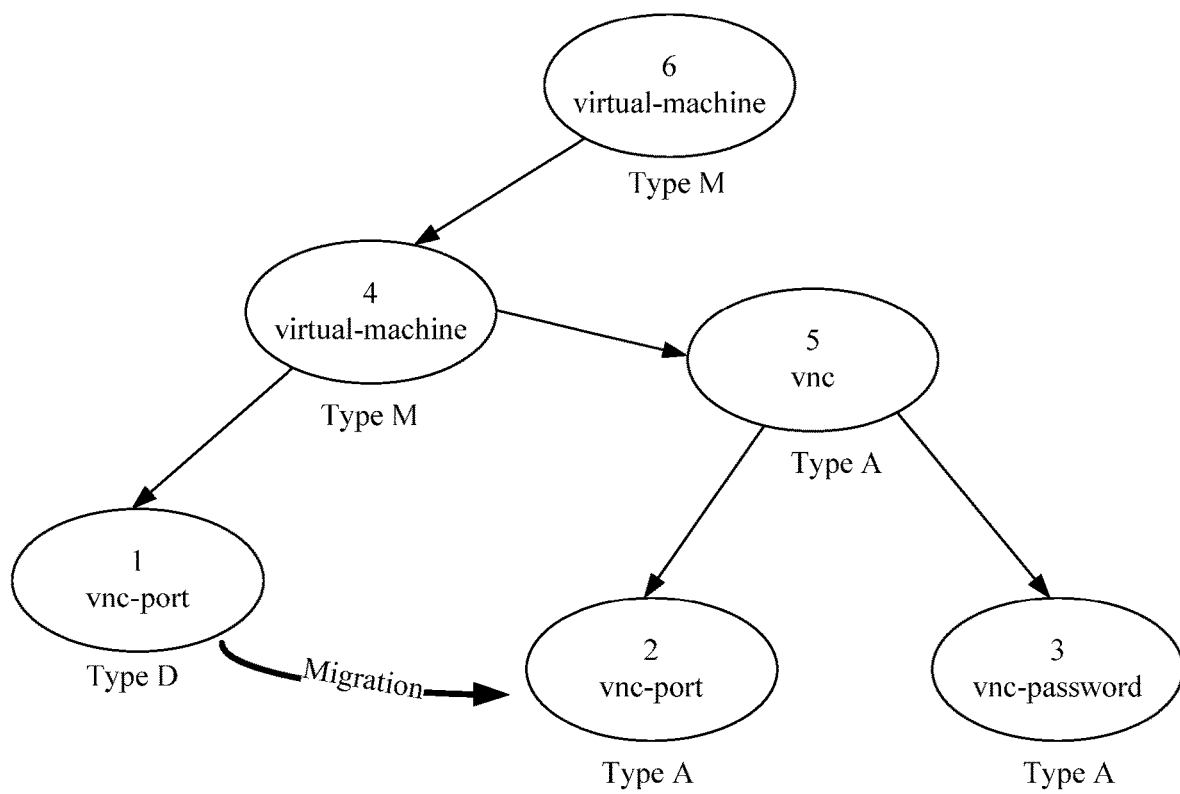 6
virtual-machine
Type M
4
virtual-machine
Type M
5
vnc
Type A
1
vnc-port
Type D
Migration
2
vnc-port
Type A
3
vnc-password
Type A